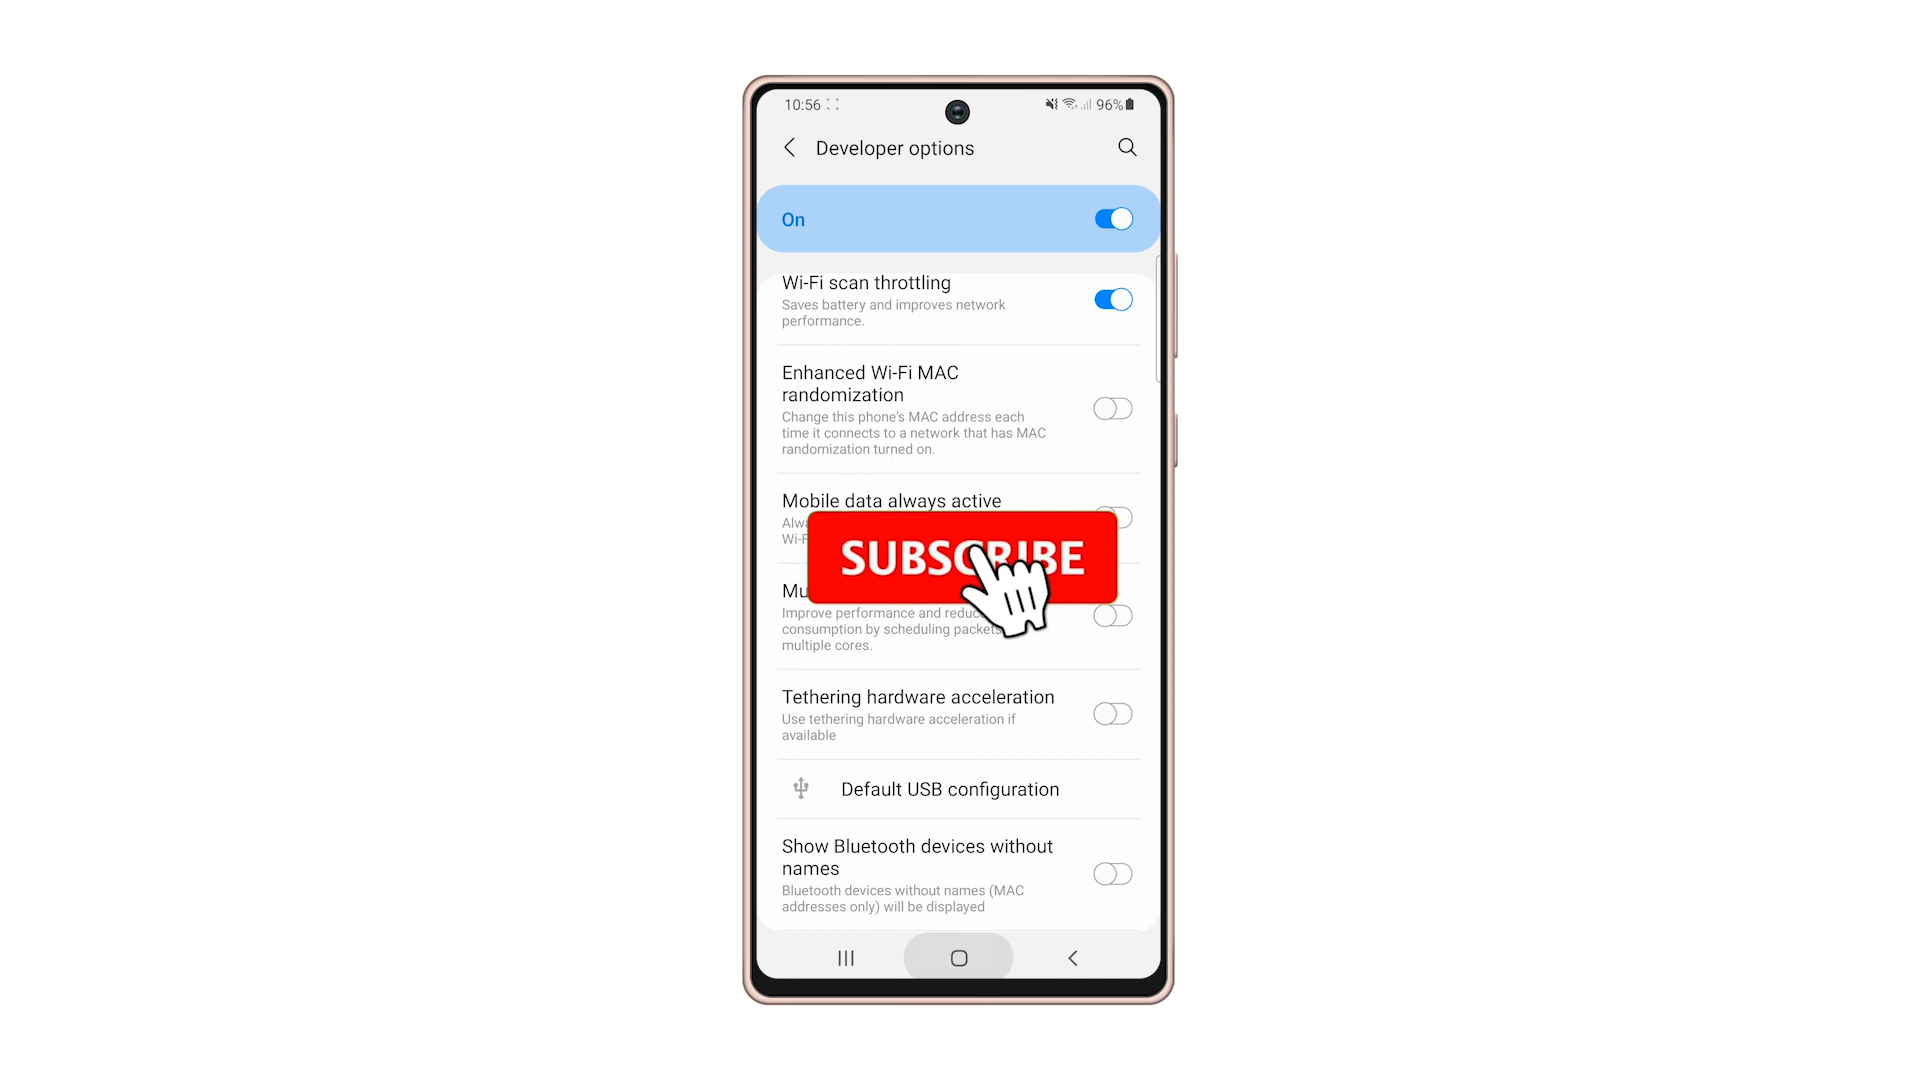 10:56
96%
Developer options
On
Wi-Fi scan throttling
Saves battery and improves network
performance.
Enhanced Wi-Fi MAC
randomization
Change this phone's MAC address each
time it connects to a network that has MAC
randomization turned on.
Mobile data always active
SUBSCRIBE
Improve performance and
consumption by scheduling packets
multiple cores.
Tethering hardware acceleration
Use tethering hardware acceleration if
available
Default USB configuration
Show Bluetooth devices without
names
Bluetooth devices without names (MAC
addresses only) will be displayed